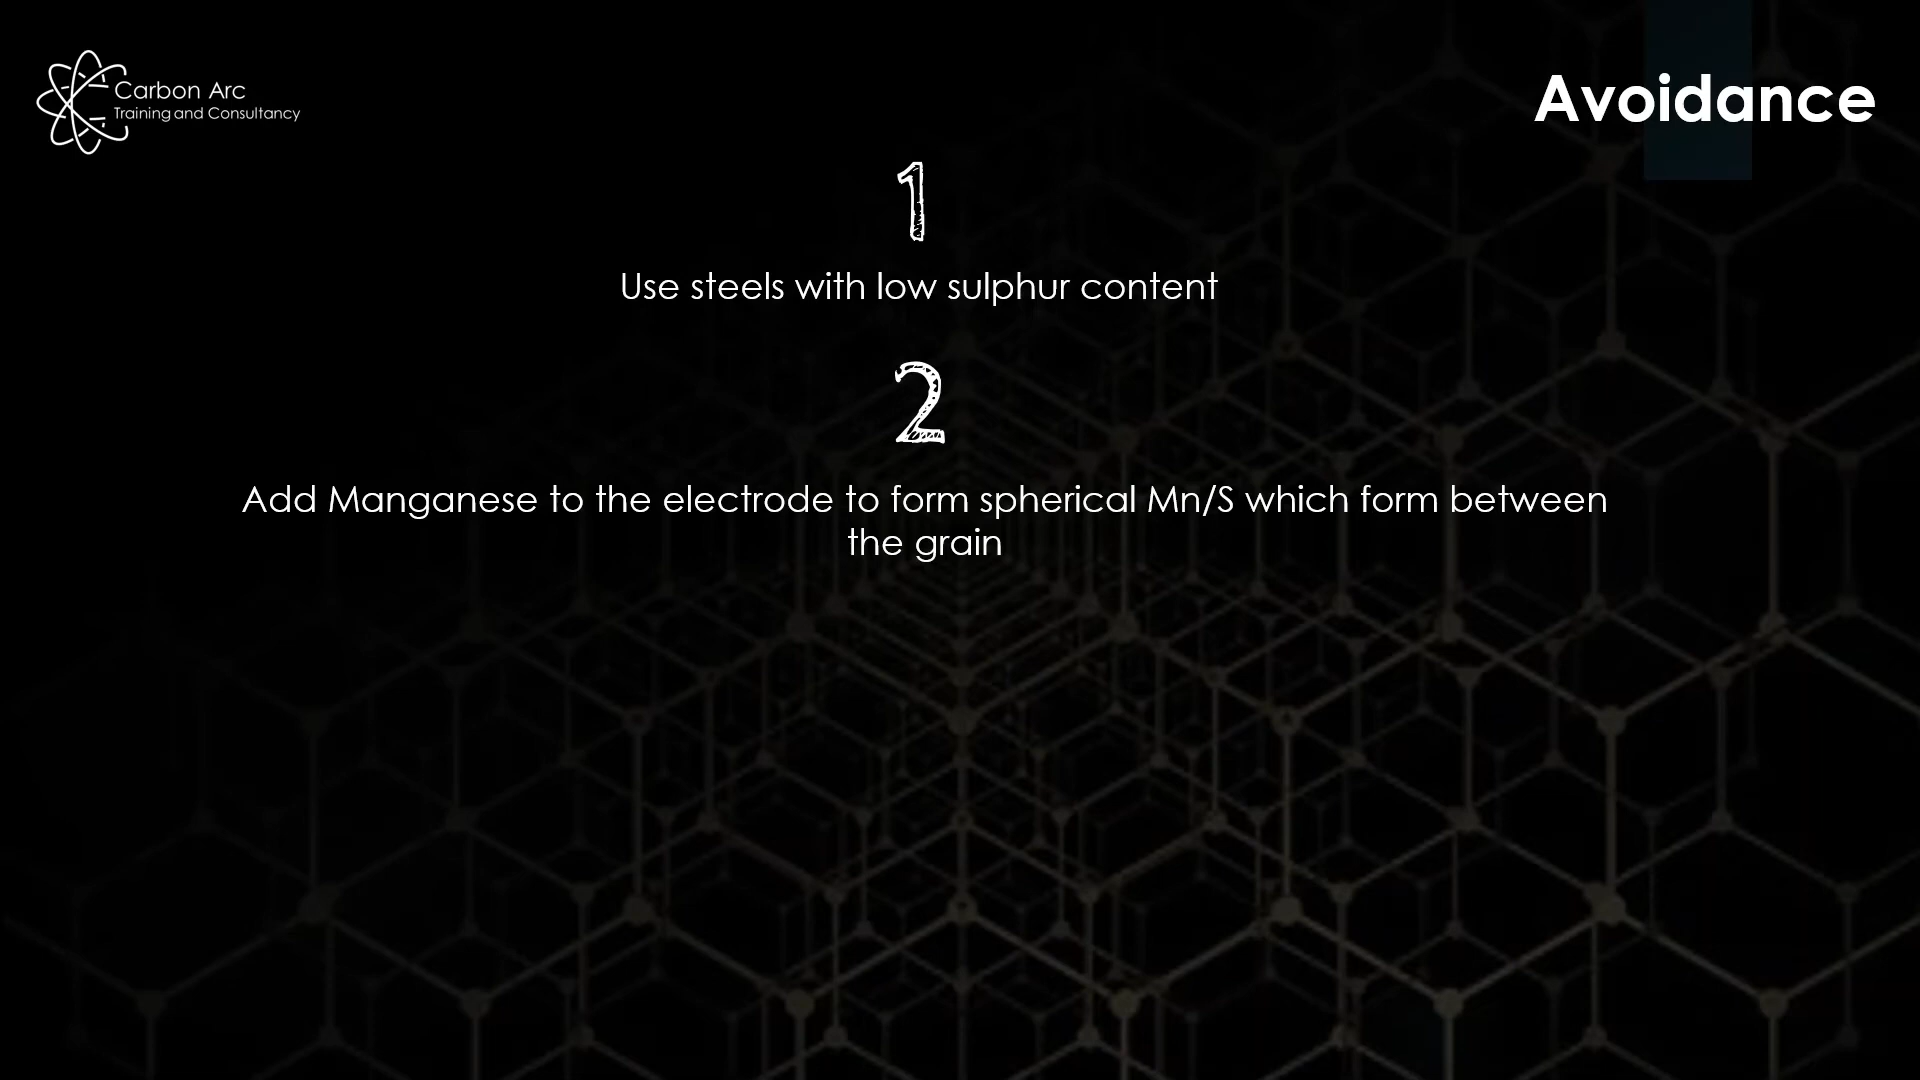 Carbon Arc
Training and Consultancy
Avoidance
1
Use steels with low sulphur content
2
Add Manganese to the electrode to form spherical Mn/S which form between
the grain